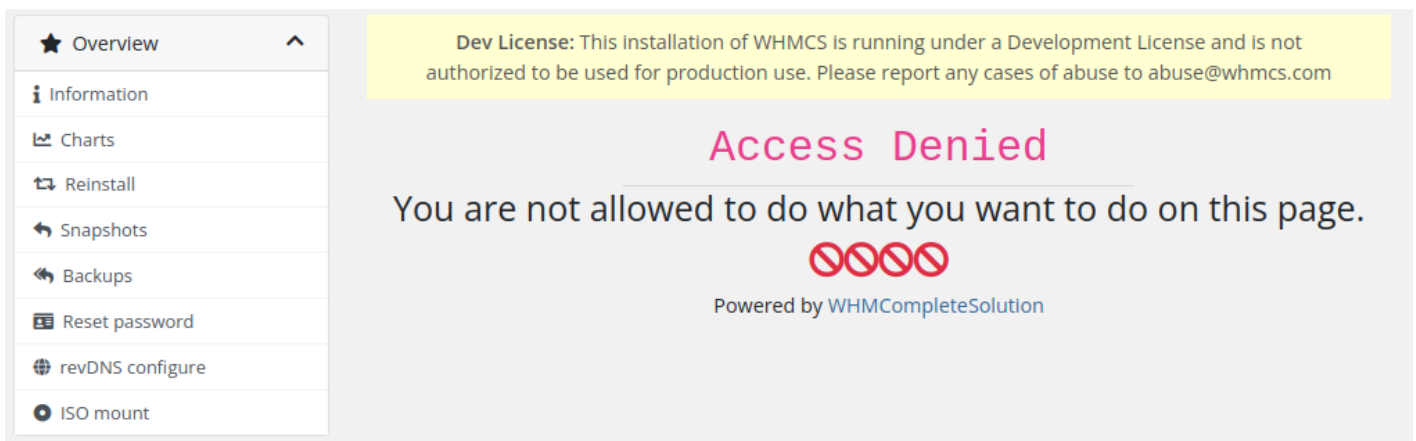 Overview
Information
Charts
Reinstall
Snapshots
Backups
Reset password
revDNS configure
ISO mount
Dev License: This installation of WHMCS is running under a Development License and is not
authorized to be used for production use. Please report any cases of abuse to abuse@whmcs.com
Access Denied
You are not allowed to do what you want to do on this page.
Powered by WHMCompleteSolution